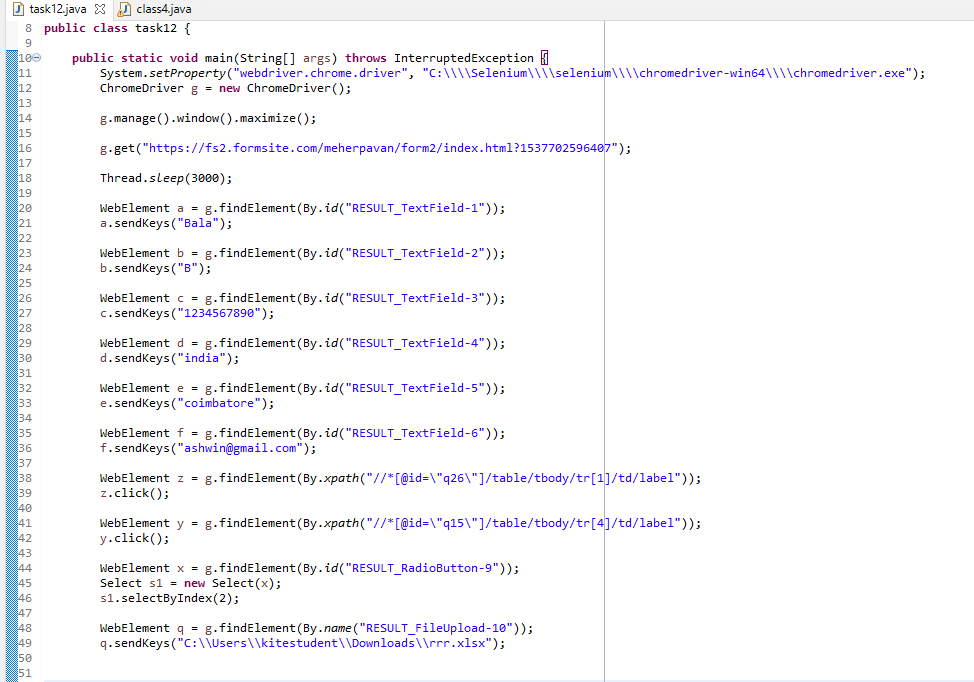 task12.java class4.java
8 public class task12 {
9
10 public static void main(String[] args) throws InterruptedException {
11 System.setProperty("webdriver.chrome.driver", "C:\\\\Selenium\\\\selenium\\\\chromedriver-win64\\\\chromedriver.exe");
12 ChromeDriver g = new ChromeDriver();
13
14 g.manage().window().maximize();
15
16 g.get("https://fs2.formsite.com/meherpavan/form2/index.html?1537702596407");
17
18 Thread.sleep(3000);
19
20 WebElement a = g.findElement(By.id("RESULT_TextField-1"));
21 a.sendKeys("Bala");
22
23 WebElement b = g.findElement(By.id("RESULT_TextField-2"));
24 b.sendKeys("B");
25
26 WebElement c = g.findElement(By.id("RESULT_TextField-3"));
27 c.sendKeys("1234567890");
28
29 WebElement d = g.findElement(By.id("RESULT_TextField-4"));
30 d.sendKeys("india");
31
32 WebElement e = g.findElement(By.id("RESULT_TextField-5"));
33 e.sendKeys("coimbatore");
34
35 WebElement f = g.findElement(By.id("RESULT_TextField-6"));
36 f.sendKeys("ashwin@gmail.com");
37
38 WebElement z = g.findElement(By.xpath("//*[@id=\"q26\"]/table/tbody/tr[1]/td/label"));
39 z.click();
40
41 WebElement y = g.findElement(By.xpath("//*[@id=\"q15\"]/table/tbody/tr[4]/td/label"));
42 y.click();
43
44 WebElement x = g.findElement(By.id("RESULT_RadioButton-9"));
45 Select s1 = new Select(x);
46 s1.selectByIndex(2);
47
48 WebElement q = g.findElement(By.name("RESULT_FileUpload-10"));
49 q.sendKeys("C:\\Users\\kitestudent\\Downloads\\rrr.xlsx");
50
51